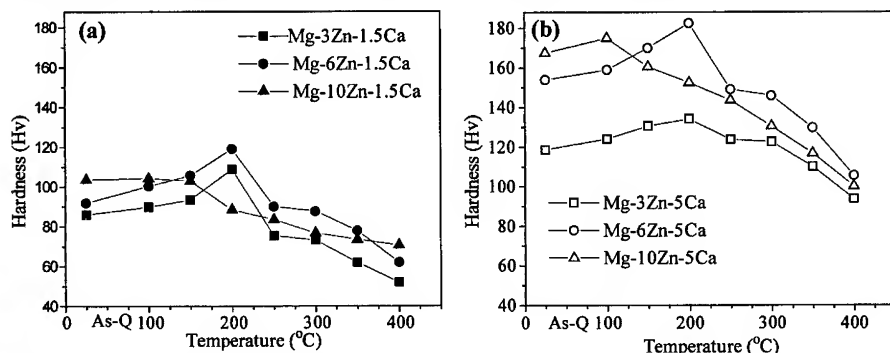 (a)
Mg-3Zn-1.5Ca
Mg-6Zn-1.5Ca
Mg-10Zn-1.5Ca
Hardness (Hv)
180
160
140
120
100
80
60
40
0 As-Q 100 200 300 400
Temperature (°C)
(b)
Mg-3Zn-5Ca
Mg-6Zn-5Ca
Mg-10Zn-5Ca
Hardness (Hv)
180
160
140
120
100
80
60
40
0 As-Q 100 200 300 400
Temperature (°C)